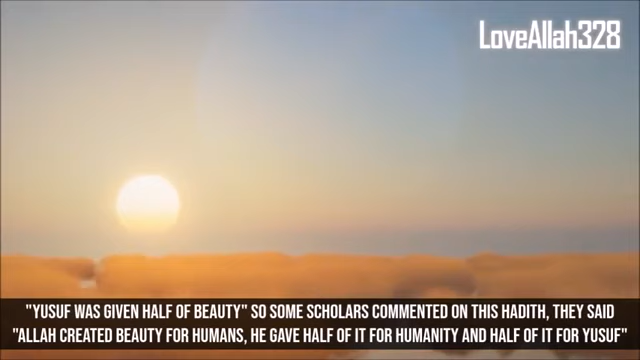 LoveAllah328
"YUSUF WAS GIVEN HALF OF BEAUTY" SO SOME SCHOLARS COMMENTED ON THIS HADITH, THEY SAID
"ALLAH CREATED BEAUTY FOR HUMANS, HE GAVE HALF OF IT FOR HUMANITY AND HALF OF IT FOR YUSUF"